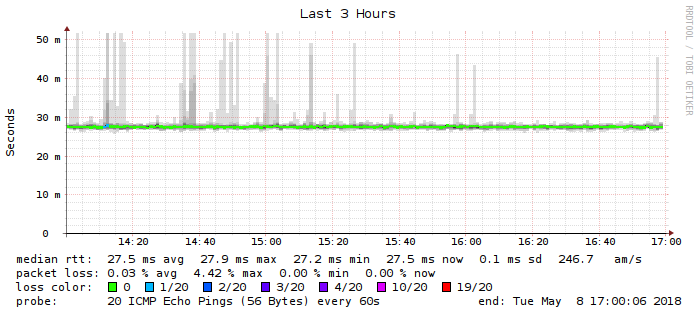 Last 3 Hours
RRDTOOL / TOBI OETIKER
Seconds
50 m
40 m
30 m
20 m
10 m
0
14:20 14:40 15:00 15:20 15:40 16:00 16:20 16:40 17:00
median rtt: 27.5 ms avg 27.9 ms max 27.2 ms min 27.5 ms now 0.1 ms sd 246.7 am/s
packet loss: 0.03 % avg 4.42 % max 0.00 % min 0.00 % now
loss color: 0 1/20 2/20 3/20 4/20 10/20 19/20
probe: 20 ICMP Echo Pings (56 Bytes) every 60s end: Tue May 8 17:00:06 2018